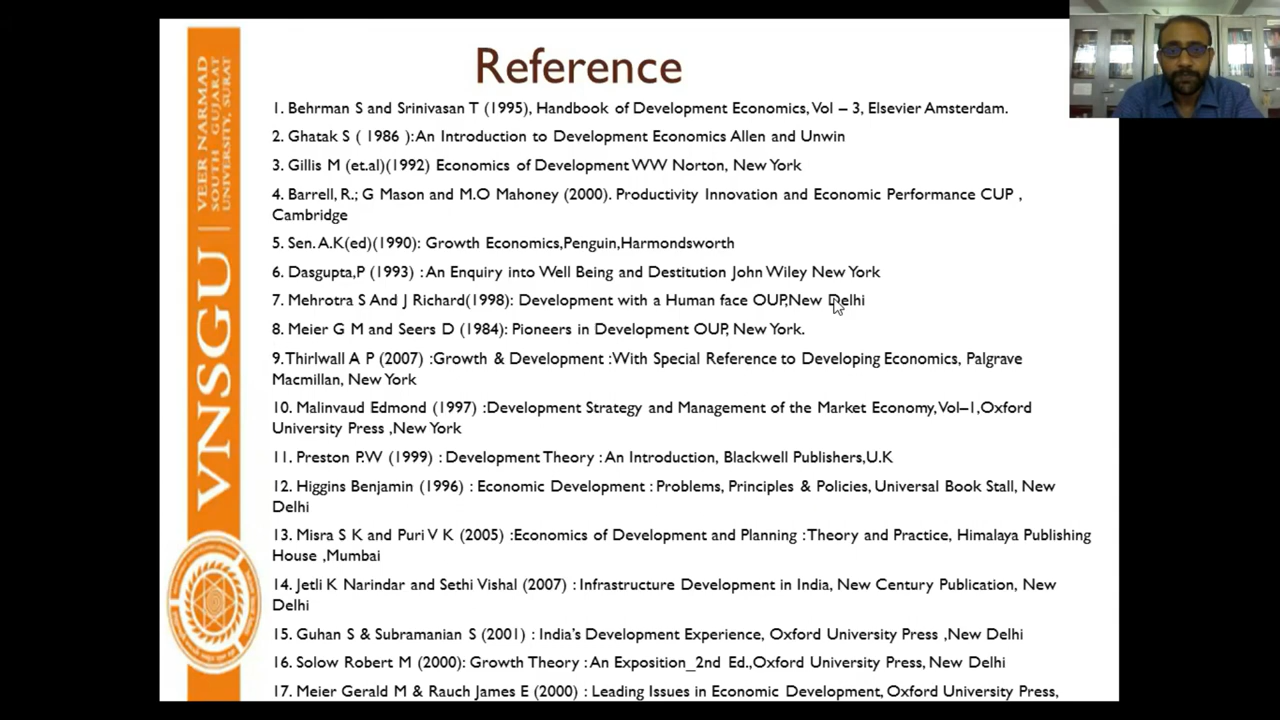 Reference
1. Behrman S and Srinivasan T (1995), Handbook of Development Economics, Vol – 3, Elsevier Amsterdam.
2. Ghatak S ( 1986 ):An Introduction to Development Economics Allen and Unwin
3. Gillis M (et.al)(1992) Economics of Development WW Norton, New York
4. Barrell, R.; G Mason and M.O Mahoney (2000). Productivity Innovation and Economic Performance CUP ,
Cambridge
5. Sen. A.K(ed)(1990): Growth Economics,Penguin,Harmondsworth
6. Dasgupta,P (1993) : An Enquiry into Well Being and Destitution John Wiley New York
7. Mehrotra S And J Richard(1998): Development with a Human face OUP,New Delhi
8. Meier G M and Seers D (1984): Pioneers in Development OUP, New York.
9.Thirlwall A P (2007) :Growth & Development :With Special Reference to Developing Economics, Palgrave
Macmillan, New York
10. Malinvaud Edmond (1997) :Development Strategy and Management of the Market Economy,Vol–1,Oxford
University Press ,New York
11. Preston P.W (1999) : Development Theory : An Introduction, Blackwell Publishers,U.K
12. Higgins Benjamin (1996) : Economic Development : Problems, Principles & Policies, Universal Book Stall, New
Delhi
13. Misra S K and Puri V K (2005) :Economics of Development and Planning :Theory and Practice, Himalaya Publishing
House ,Mumbai
14. Jetli K Narindar and Sethi Vishal (2007) : Infrastructure Development in India, New Century Publication, New
Delhi
15. Guhan S & Subramanian S (2001) : India's Development Experience, Oxford University Press ,New Delhi
16. Solow Robert M (2000): Growth Theory : An Exposition_2nd Ed.,Oxford University Press, New Delhi
17. Meier Gerald M & Rauch James E (2000) : Leading Issues in Economic Development, Oxford University Press,
VNSGU
VEER NARMAD
SOUTH GUJARAT
UNIVERSITY, SURAT